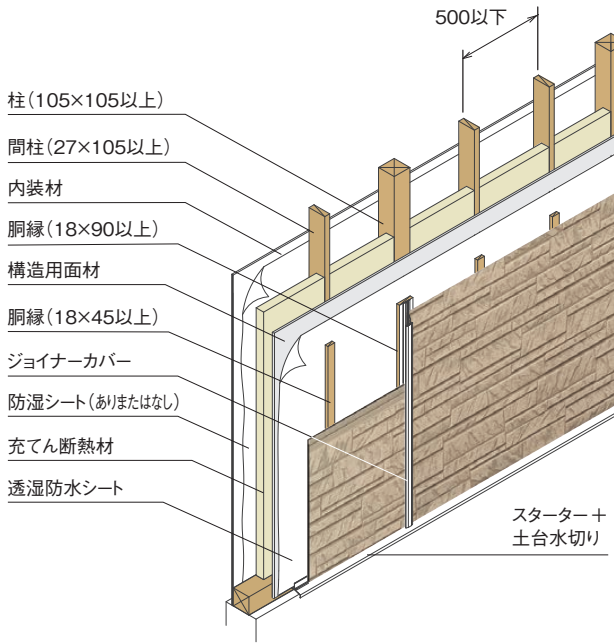 500以下
柱(105×105以上)
間柱(27×105以上)
内装材
胴縁(18×90以上)
構造用面材
胴縁(18×45以上)
ジョイナーカバー
防湿シート(ありまたはなし)
充てん断熱材
透湿防水シート
スターター+
土台水切り